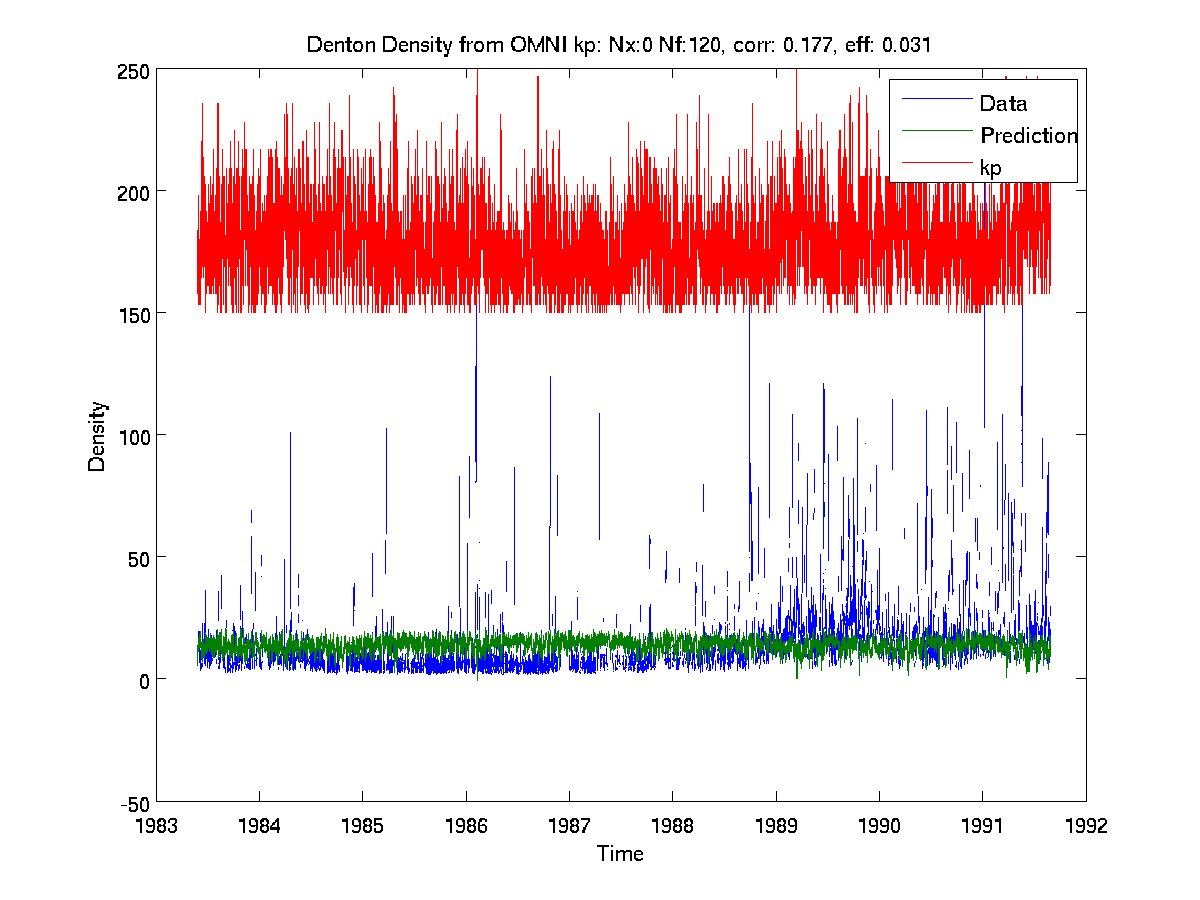 Denton Density from OMNI kp: Nx:0 Nf:120, corr: 0.177, eff: 0.031
250
200
150
100
50
0
-50
Density
Data
Prediction
kp
1983 1984 1985 1986 1987 1988 1989 1990 1991 1992
Time